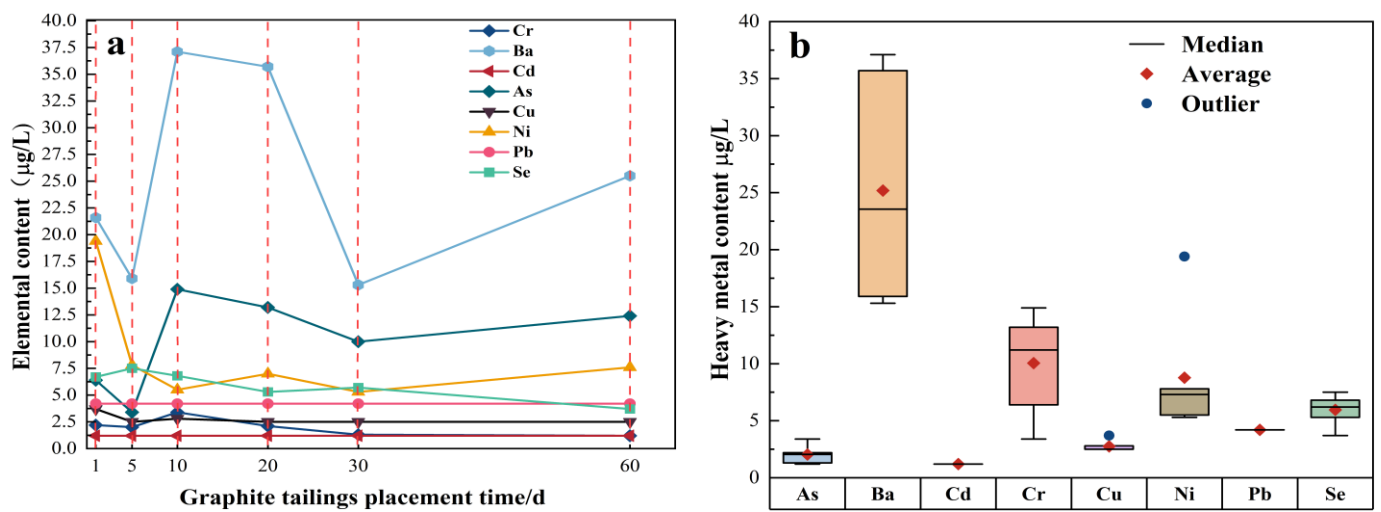 a
Elemental content（μg/L）
40.0
37.5
35.0
32.5
30.0
27.5
25.0
22.5
20.0
17.5
15.0
12.5
10.0
7.5
5.0
2.5
0.0
1 5 10 20 30 60
Graphite tailings placement time/d
Cr
Ba
Cd
As
Cu
Ni
Pb
Se
b
Heavy metal content μg/L
40
35
30
25
20
15
10
5
0
As Ba Cd Cr Cu Ni Pb Se
Median
Average
Outlier